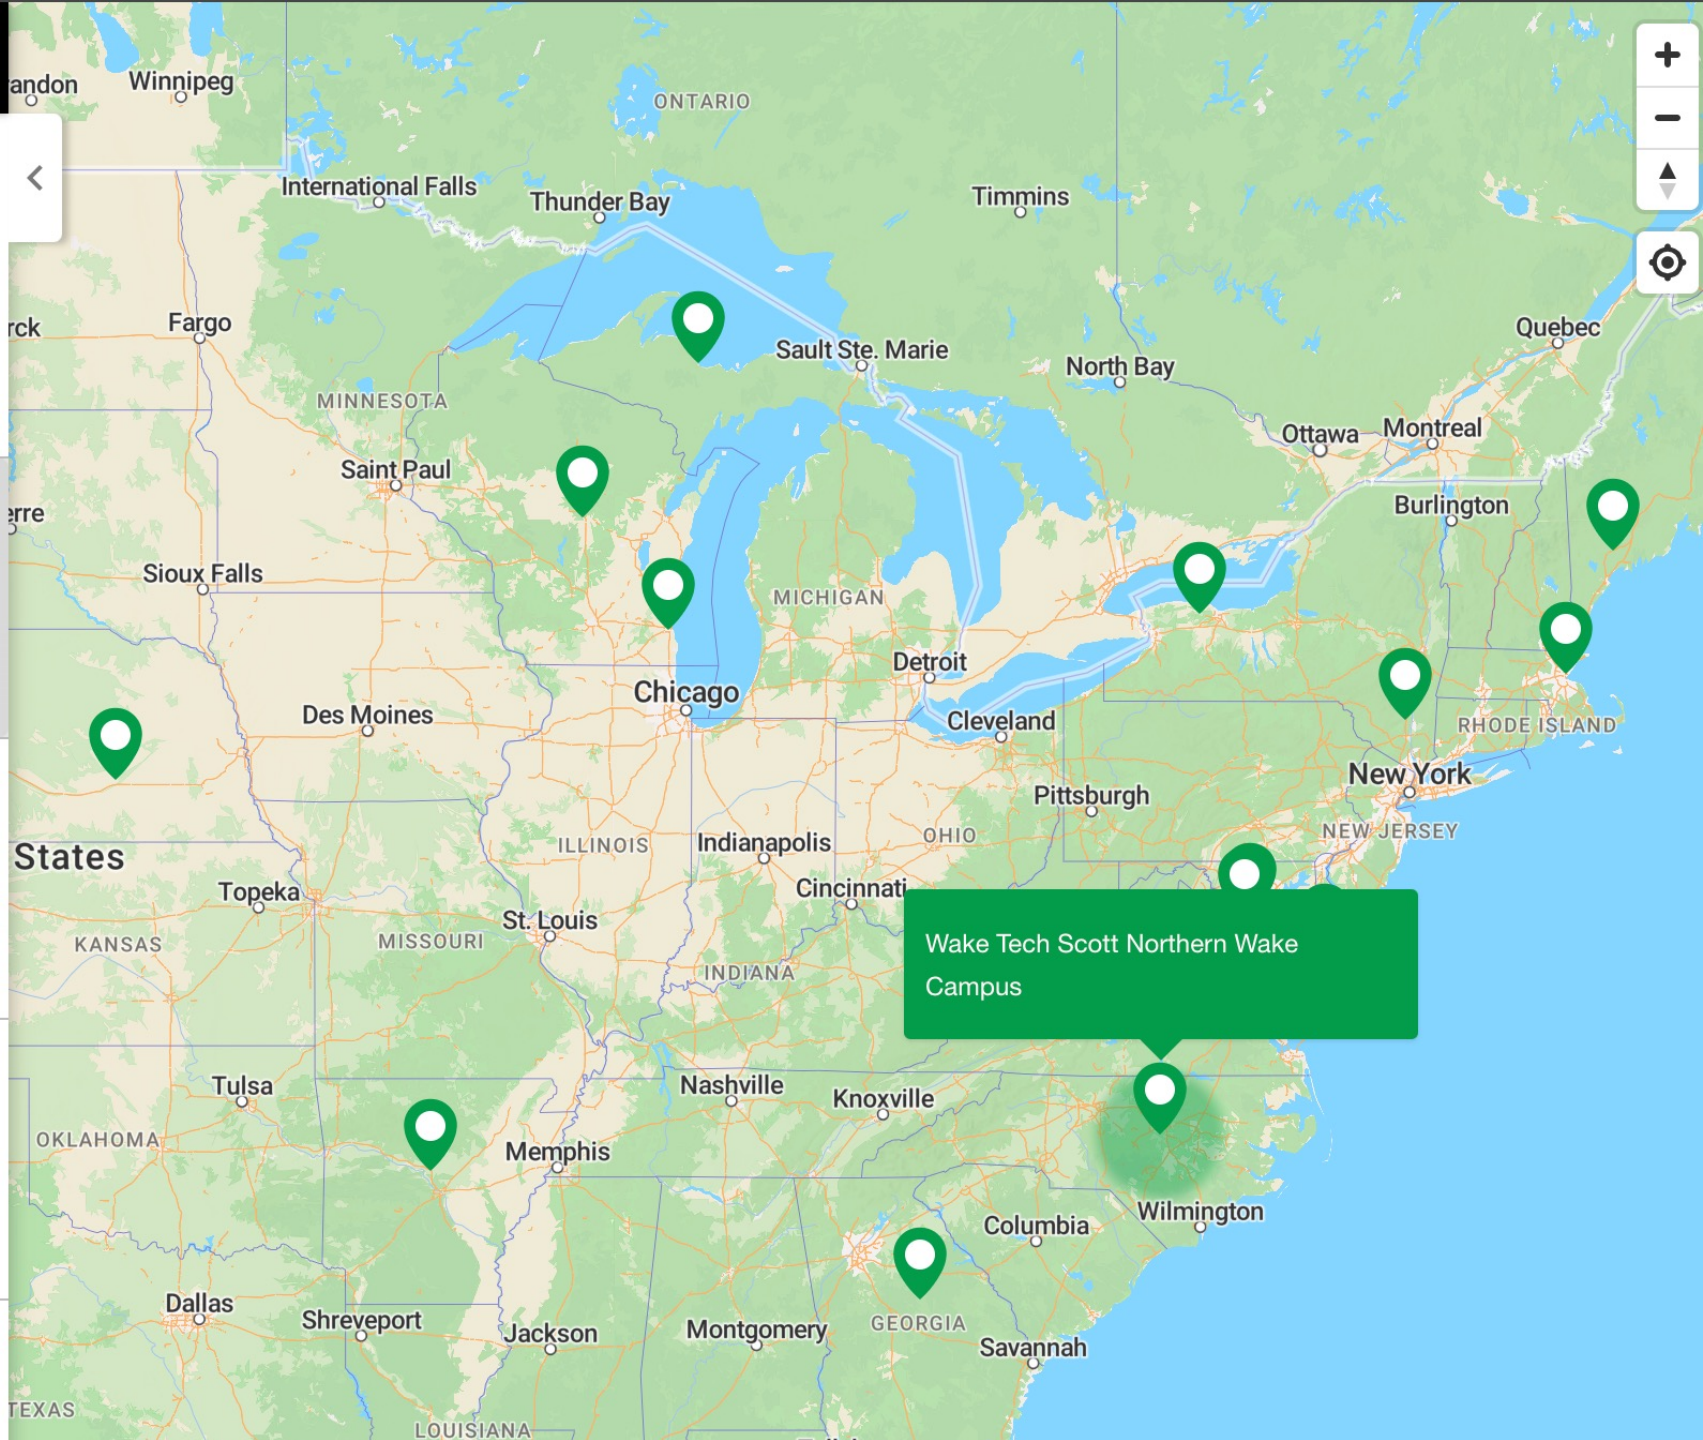 Winnipeg
andon
ONTARIO
International Falls
Thunder Bay
Timmins
Fargo
rck
Quebec
Sault Ste. Marie
North Bay
MINNESOTA
Ottawa
Montreal
Saint Paul
Burlington
erre
Sioux Falls
MICHIGAN
Detroit
Chicago
Des Moines
Cleveland
RHODE ISLAND
New York
Pittsburgh
NEW JERSEY
OHIO
Indianapolis
ILLINOIS
States
Cincinnati
Topeka
St. Louis
MISSOURI
KANSAS
Wake Tech Scott Northern Wake
Campus
INDIANA
Tulsa
Nashville
Knoxville
OKLAHOMA
Memphis
Wilmington
Columbia
Dallas
Shreveport
GEORGIA
Jackson
Montgomery
Savannah
TEXAS
LOUISIANA